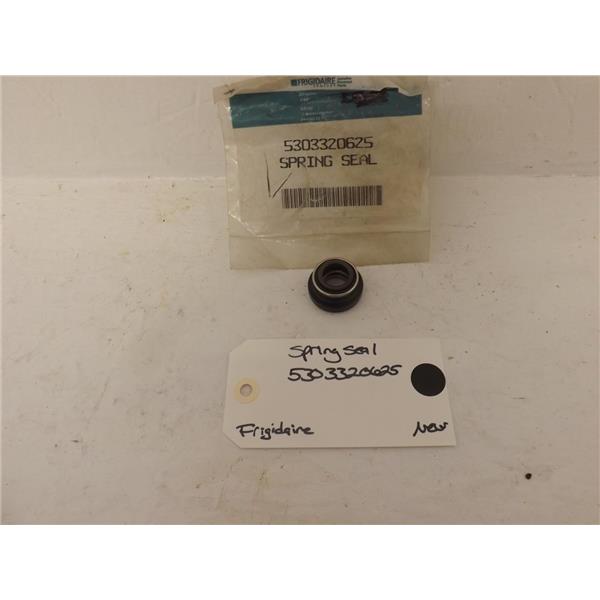 FRIGIDAIRE
5303320625
SPRING SEAL
Spring Seal
5303320625
Frigidaire
New